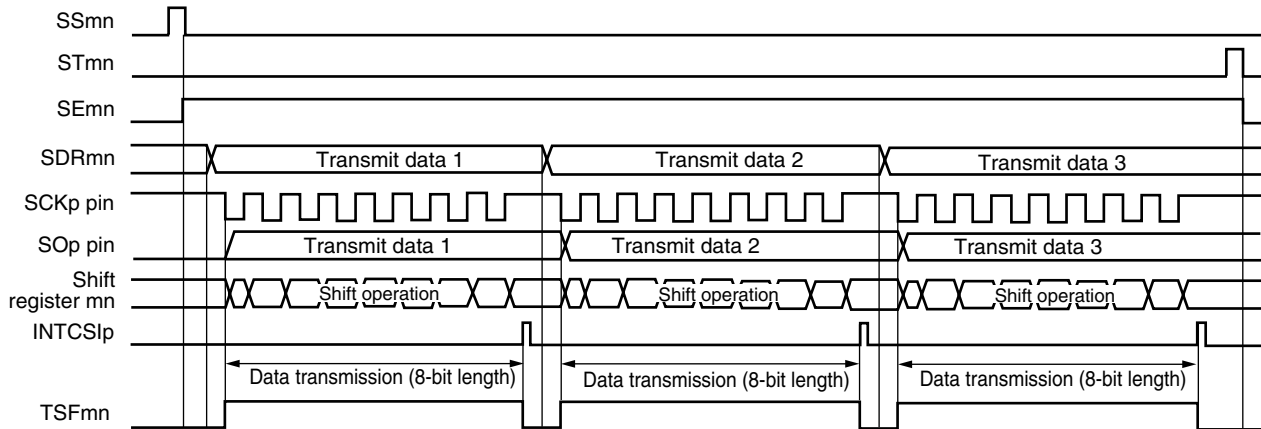 SSmn
STmn
SEmn
SDRmn Transmit data 1 Transmit data 2 Transmit data 3
SCKp pin
SOp pin Transmit data 1 Transmit data 2 Transmit data 3
Shift
register mn Shift operation Shift operation Shift operation
INTCSIp
Data transmission (8-bit length) Data transmission (8-bit length) Data transmission (8-bit length)
TSFmn